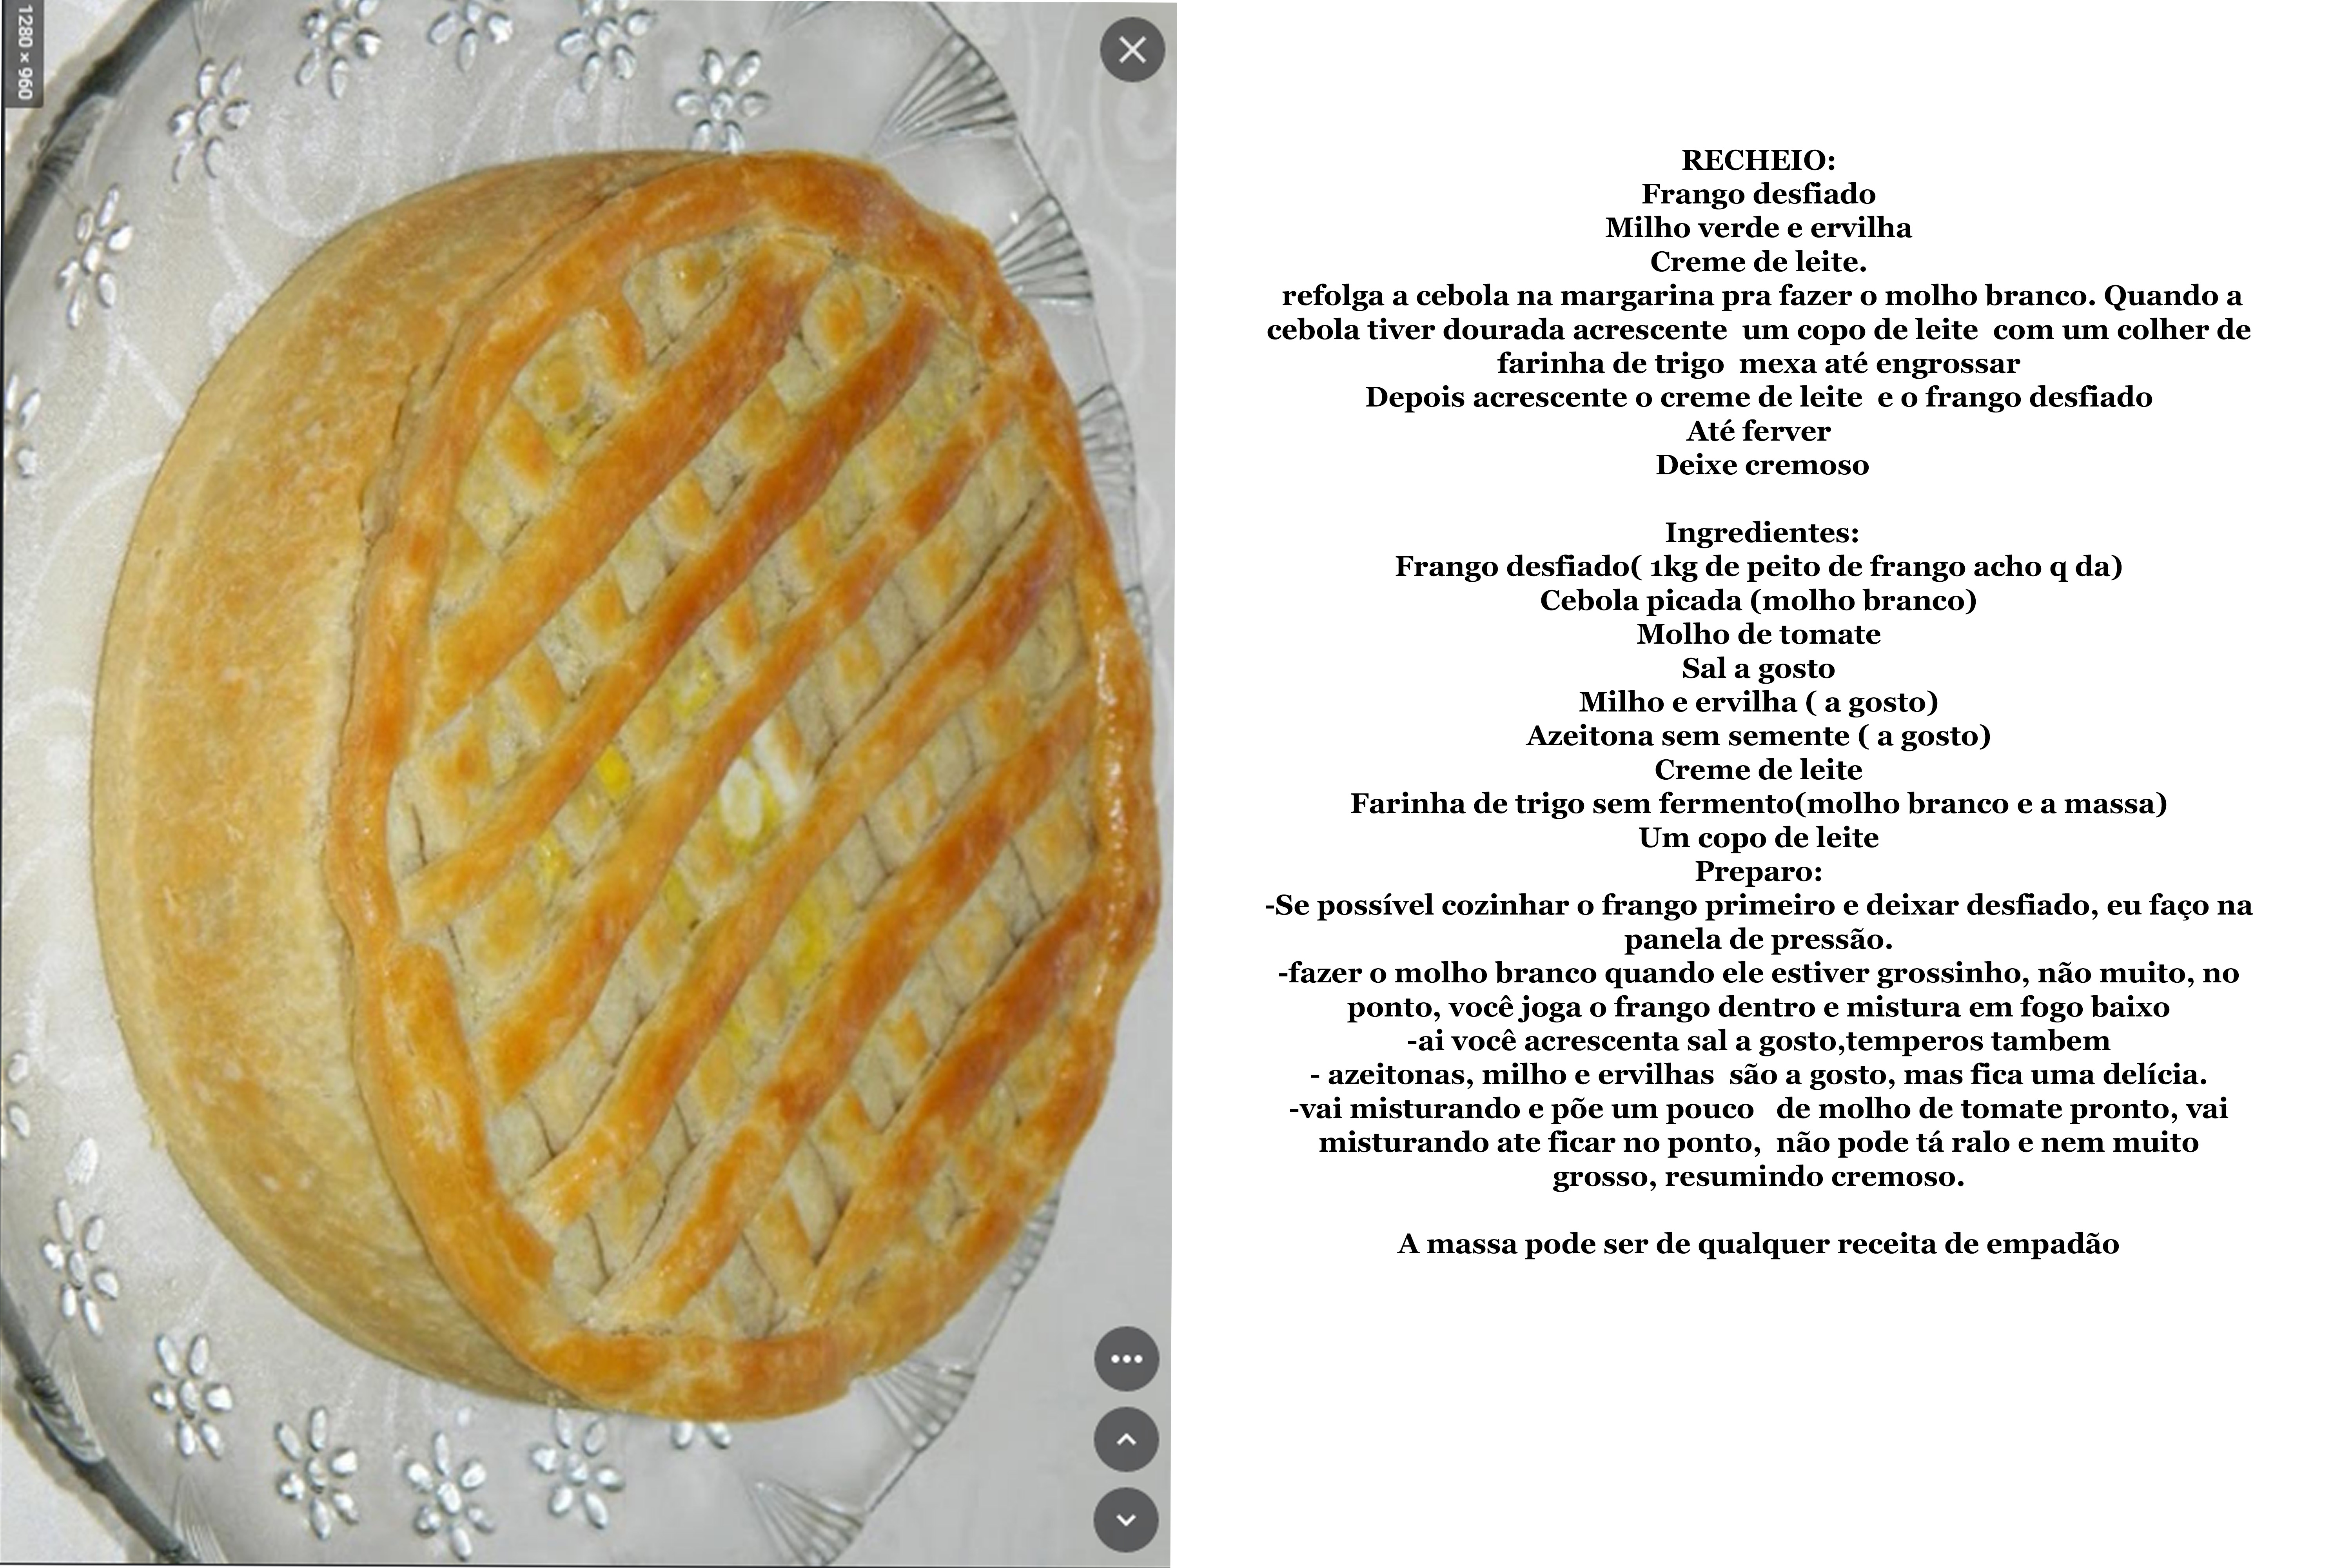 1280 × 960
RECHEIO:
Frango desfiado
Milho verde e ervilha
Creme de leite.
refolga a cebola na margarina pra fazer o molho branco. Quando a
cebola tiver dourada acrescente um copo de leite com um colher de
farinha de trigo mexa até engrossar
Depois acrescente o creme de leite e o frango desfiado
Até ferver
Deixe cremoso
Ingredientes:
Frango desfiado( 1kg de peito de frango acho q da)
Cebola picada (molho branco)
Molho de tomate
Sal a gosto
Milho e ervilha ( a gosto)
Azeitona sem semente ( a gosto)
Creme de leite
Farinha de trigo sem fermento(molho branco e a massa)
Um copo de leite
Preparo:
-Se possível cozinhar o frango primeiro e deixar desfiado, eu faço na
panela de pressão.
-fazer o molho branco quando ele estiver grossinho, não muito, no
ponto, você joga o frango dentro e mistura em fogo baixo
-ai você acrescenta sal a gosto,temperos tambem
- azeitonas, milho e ervilhas são a gosto, mas fica uma delícia.
-vai misturando e põe um pouco de molho de tomate pronto, vai
misturando ate ficar no ponto, não pode tá ralo e nem muito
grosso, resumindo cremoso.
A massa pode ser de qualquer receita de empadão